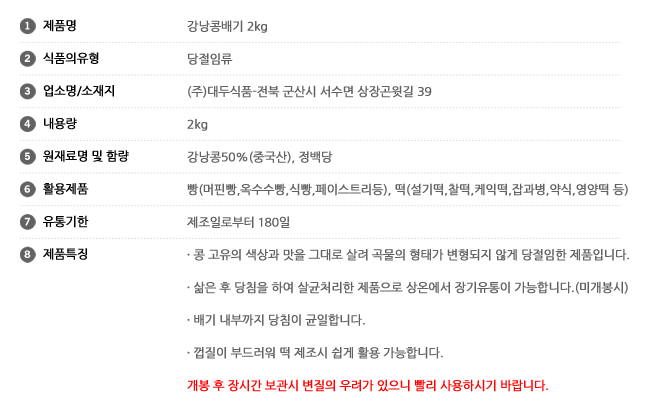 1 제품명 강낭콩배기 2kg
2 식품의유형 당절임류
3 업소명/소재지 (주)대두식품-전북 군산시 서수면 상장곤윗길 39
4 내용량 2kg
5 원재료명 및 함량 강낭콩50%(중국산), 정백당
6 활용제품 빵(머핀빵,옥수수빵,식빵,페이스트리등), 떡(설기떡,찰떡,케익떡,잡과병,약식,영양떡 등)
7 유통기한 제조일로부터 180일
8 제품특징 · 콩 고유의 색상과 맛을 그대로 살려 곡물의 형태가 변형되지 않게 당절임한 제품입니다.
· 삶은 후 당침을 하여 살균처리한 제품으로 상온에서 장기유통이 가능합니다.(미개봉시)
· 배기 내부까지 당침이 균일합니다.
· 껍질이 부드러워 떡 제조시 쉽게 활용 가능합니다.
개봉 후 장시간 보관시 변질의 우려가 있으니 빨리 사용하시기 바랍니다.